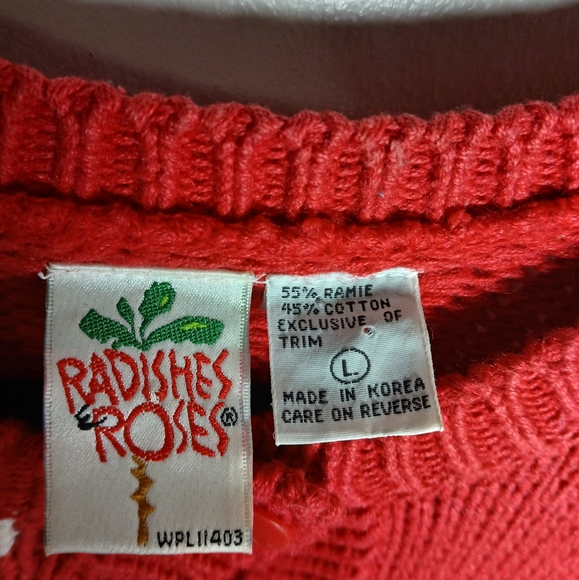 RADISHES
& ROSES®
WPL11403
55% RAMIE
45% COTTON
EXCLUSIVE OF
TRIM
L
MADE IN KOREA
CARE ON REVERSE